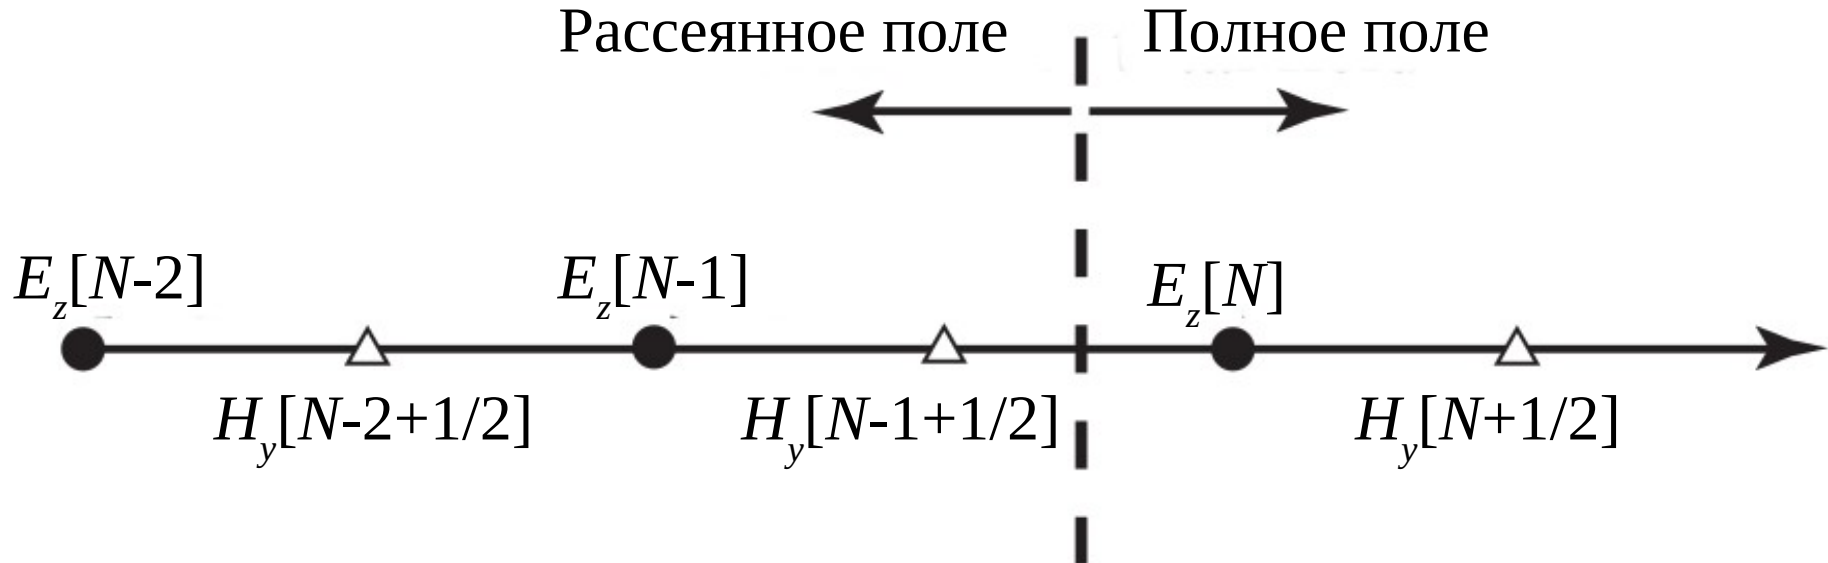 Рассеянное поле Полное поле
E_z[N-2] E_z[N-1] E_z[N]
H_y[N-2+1/2] H_y[N-1+1/2] H_y[N+1/2]